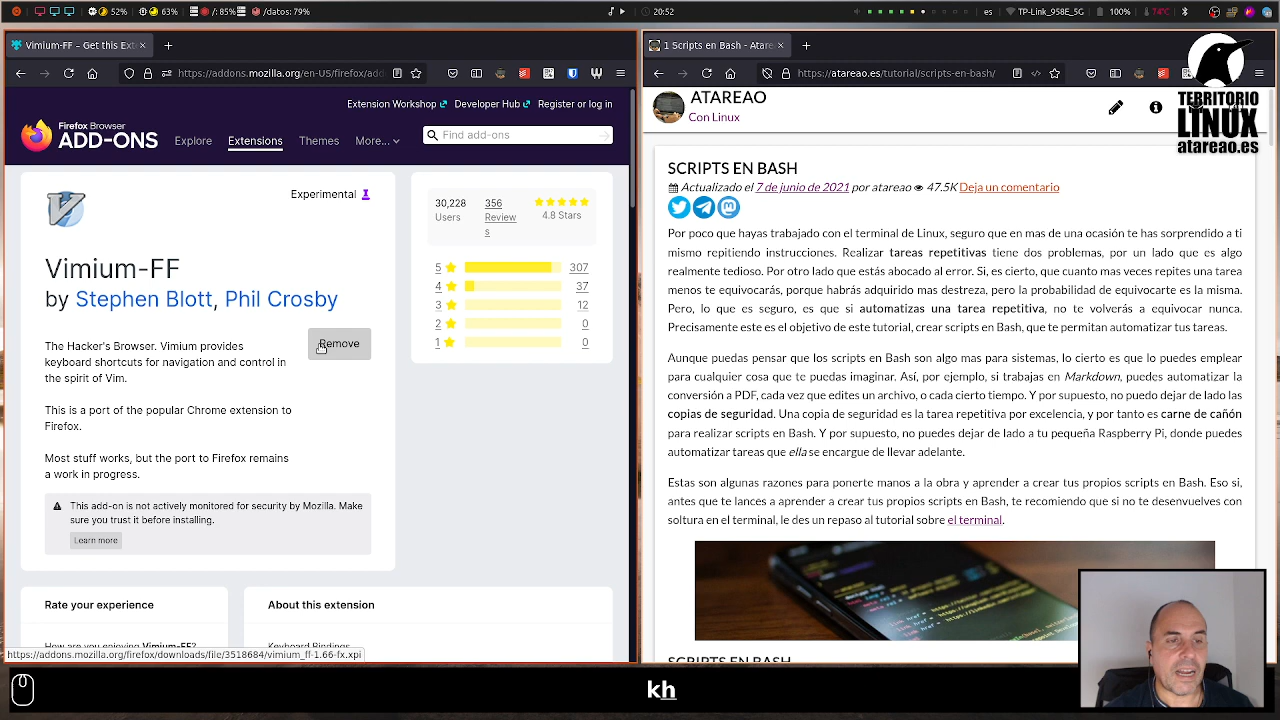 52%
63%
/:85%
/datos: 79%
20:52
es
TP-Link_958E_5G
100%
74°C
Vimium-FF – Get this Exte
https://addons.mozilla.org/en-US/firefox/add
Extension Workshop
Developer Hub
Register or log in
Firefox Browser
ADD-ONS
Explore
Extensions
Themes
More...
Find add-ons
Experimental
Vimium-FF
by Stephen Blott, Phil Crosby
Remove
The Hacker's Browser. Vimium provides
keyboard shortcuts for navigation and control in
the spirit of Vim.
This is a port of the popular Chrome extension to
Firefox.
Most stuff works, but the port to Firefox remains
a work in progress.
This add-on is not actively monitored for security by Mozilla. Make
sure you trust it before installing.
Learn more
30,228
Users
356
Review
s
4.8 Stars
5 307
4 37
3 12
2 0
1 0
Rate your experience
How are you enjoying Vimium-FF?
About this extension
Keyboard Bindings
https://addons.mozilla.org/firefox/downloads/file/3518684/vimium_ff-1.66-fx.xpi
1 Scripts en Bash - Atare
https://atareao.es/tutorial/scripts-en-bash/
ATAREAO
Con Linux
TERRITORIO
LINUX
atareao.es
SCRIPTS EN BASH
Actualizado el 7 de junio de 2021 por atareao 47.5K Deja un comentario
Por poco que hayas trabajado con el terminal de Linux, seguro que en mas de una ocasión te has sorprendido a ti
mismo repitiendo instrucciones. Realizar tareas repetitivas tiene dos problemas, por un lado que es algo
realmente tedioso. Por otro lado que estás abocado al error. Si, es cierto, que cuanto mas veces repites una tarea
menos te equivocarás, porque habrás adquirido mas destreza, pero la probabilidad de equivocarte es la misma.
Pero, lo que es seguro, es que si automatizas una tarea repetitiva, no te volverás a equivocar nunca.
Precisamente este es el objetivo de este tutorial, crear scripts en Bash, que te permitan automatizar tus tareas.
Aunque puedas pensar que los scripts en Bash son algo mas para sistemas, lo cierto es que lo puedes emplear
para cualquier cosa que te puedas imaginar. Así, por ejemplo, si trabajas en Markdown, puedes automatizar la
conversión a PDF, cada vez que edites un archivo, o cada cierto tiempo. Y por supuesto, no puedo dejar de lado las
copias de seguridad. Una copia de seguridad es la tarea repetitiva por excelencia, y por tanto es carne de cañón
para realizar scripts en Bash. Y por supuesto, no puedes dejar de lado a tu pequeña Raspberry Pi, donde puedes
automatizar tareas que ella se encargue de llevar adelante.
Estas son algunas razones para ponerte manos a la obra y aprender a crear tus propios scripts en Bash. Eso si,
antes que te lances a aprender a crear tus propios scripts en Bash, te recomiendo que si no te desenvuelves con
soltura en el terminal, le des un repaso al tutorial sobre el terminal.
SCRIPTS EN BASH
kh